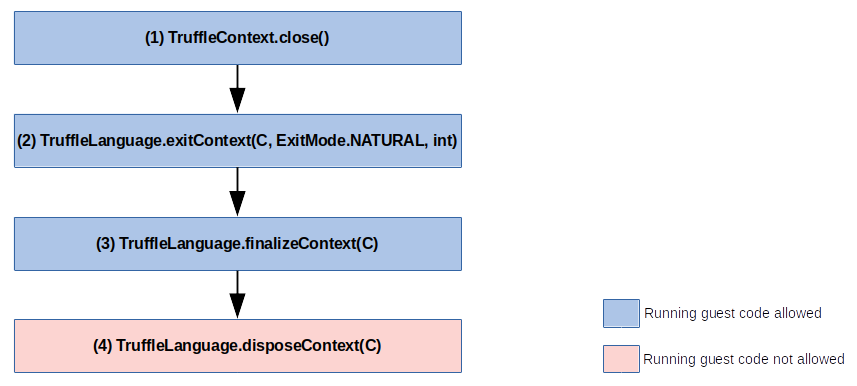 (1) TruffleContext.close()
(2) TruffleLanguage.exitContext(C, ExitMode.NATURAL, int)
(3) TruffleLanguage.finalizeContext(C)
(4) TruffleLanguage.disposeContext(C)
Running guest code allowed
Running guest code not allowed